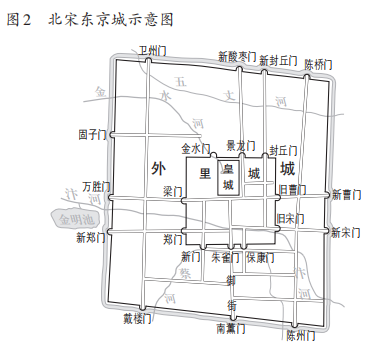 图2 北宋东京城示意图
卫州门
新酸枣门
新封丘门
陈桥门
五丈河
金水河
固子门
金水门
景龙门
封丘门
外城
里城
皇城
万胜门
汴河
梁门
旧曹门
新曹门
金明池
旧宋门
新宋门
新郑门
郑门
新门
朱雀门
保康门
蔡河
御街
汴河
戴楼门
南薰门
陈州门